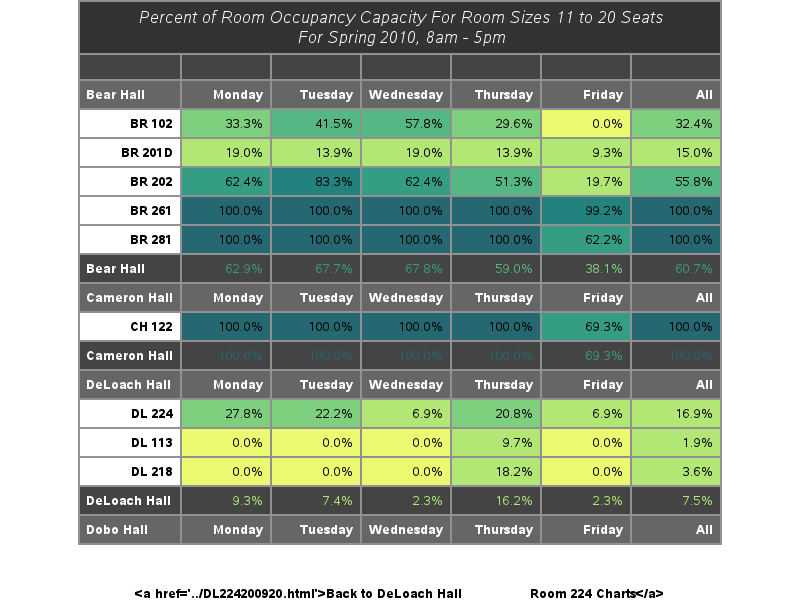 Percent of Room Occupancy Capacity For Room Sizes 11 to 20 Seats
For Spring 2010, 8am - 5pm
Bear Hall Monday Tuesday Wednesday Thursday Friday All
BR 102 33.3% 41.5% 57.8% 29.6% 0.0% 32.4%
BR 201D 19.0% 13.9% 19.0% 13.9% 9.3% 15.0%
BR 202 62.4% 83.3% 62.4% 51.3% 19.7% 55.8%
BR 261 100.0% 100.0% 100.0% 100.0% 99.2% 100.0%
BR 281 100.0% 100.0% 100.0% 100.0% 62.2% 100.0%
Bear Hall 62.9% 67.7% 67.8% 59.0% 38.1% 60.7%
Cameron Hall Monday Tuesday Wednesday Thursday Friday All
CH 122 100.0% 100.0% 100.0% 100.0% 69.3% 100.0%
Cameron Hall 100.0% 100.0% 100.0% 100.0% 69.3% 100.0%
DeLoach Hall Monday Tuesday Wednesday Thursday Friday All
DL 224 27.8% 22.2% 6.9% 20.8% 6.9% 16.9%
DL 113 0.0% 0.0% 0.0% 9.7% 0.0% 1.9%
DL 218 0.0% 0.0% 0.0% 18.2% 0.0% 3.6%
DeLoach Hall 9.3% 7.4% 2.3% 16.2% 2.3% 7.5%
Dobo Hall Monday Tuesday Wednesday Thursday Friday All
<a href='../DL224200920.html'>Back to DeLoach Hall Room 224 Charts</a>